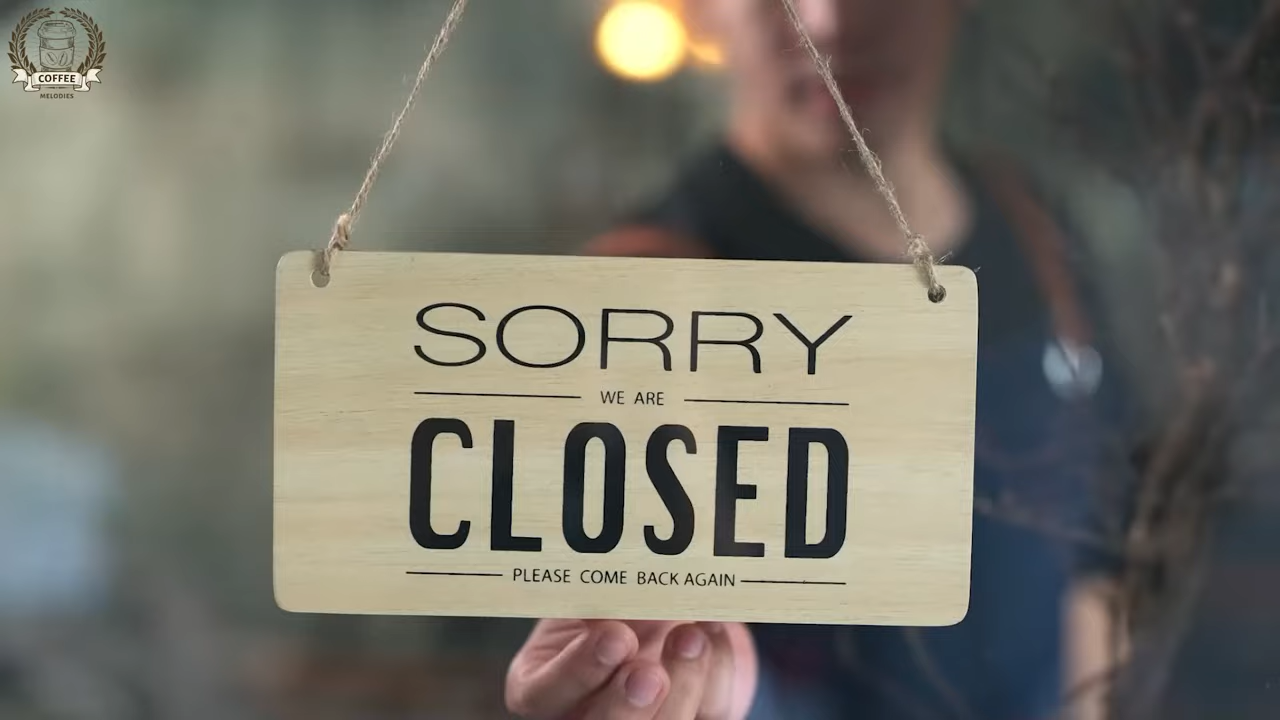 COFFEE
MELODIES
SORRY
WE ARE
CLOSED
PLEASE COME BACK AGAIN